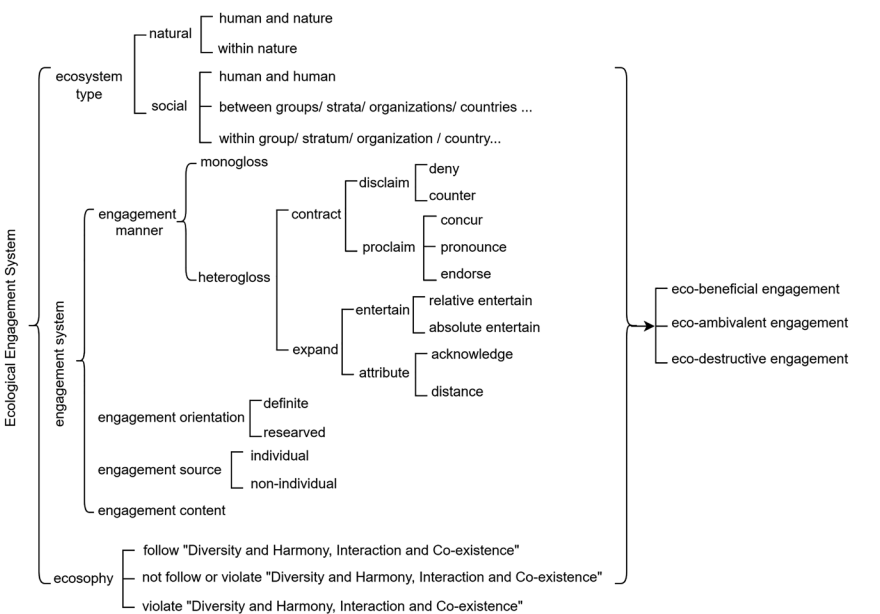 Ecological Engagement System
ecosystem
type
natural
human and nature
within nature
social
human and human
between groups/ strata/ organizations/ countries ...
within group/ stratum/ organization / country...
engagement system
engagement
manner
monogloss
heterogloss
contract
disclaim
deny
counter
proclaim
concur
pronounce
endorse
expand
entertain
relative entertain
absolute entertain
attribute
acknowledge
distance
engagement orientation
definite
researved
engagement source
individual
non-individual
engagement content
ecosophy
follow "Diversity and Harmony, Interaction and Co-existence"
not follow or violate "Diversity and Harmony, Interaction and Co-existence"
violate "Diversity and Harmony, Interaction and Co-existence"
eco-beneficial engagement
eco-ambivalent engagement
eco-destructive engagement